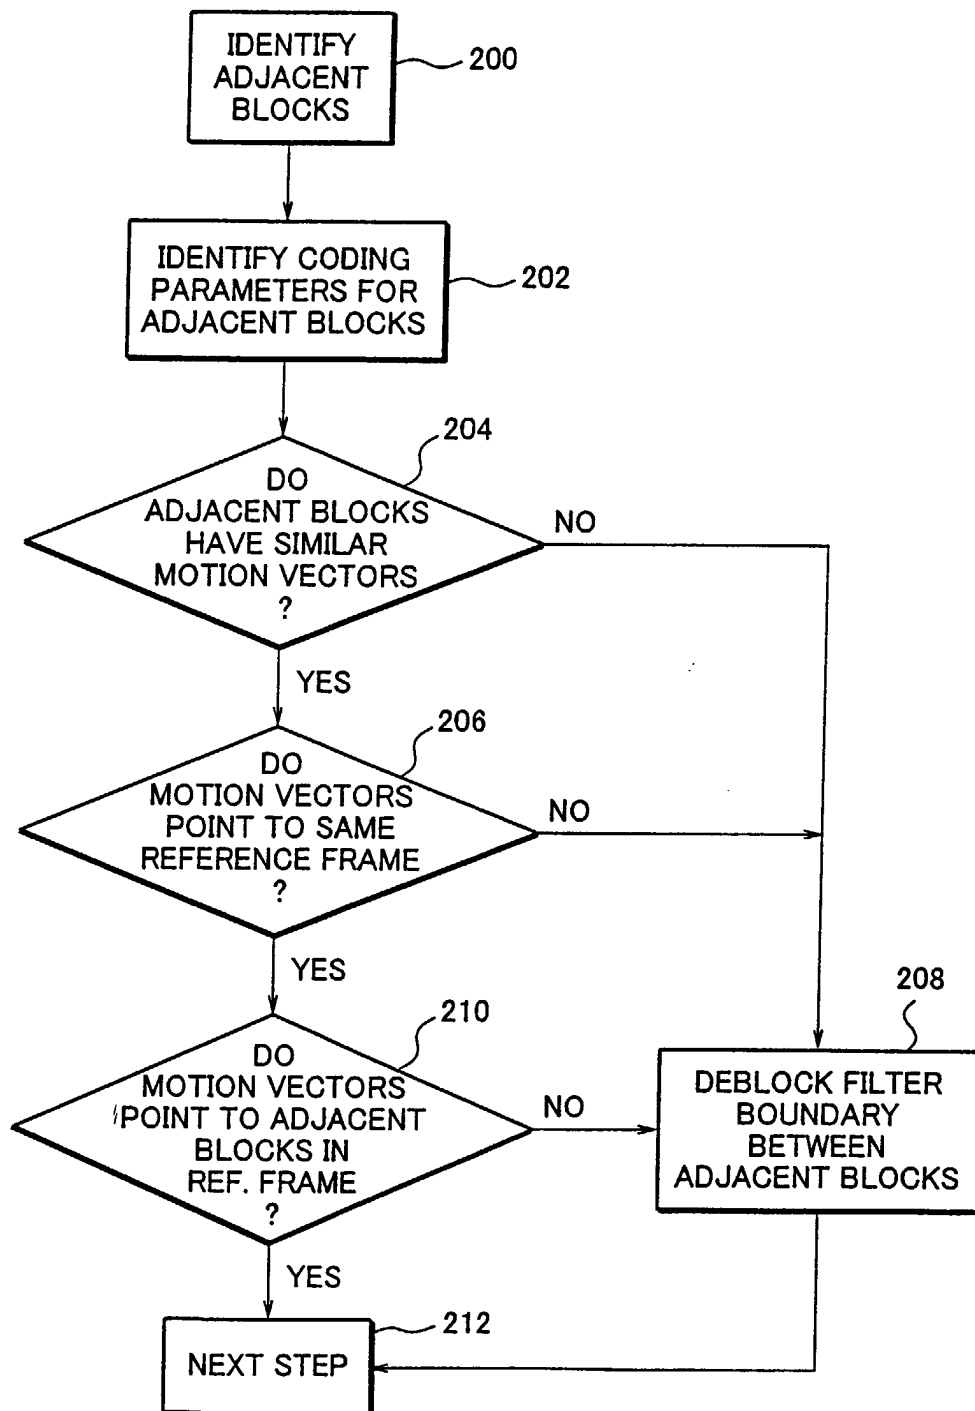 IDENTIFY
ADJACENT
BLOCKS
200
IDENTIFY CODING
PARAMETERS FOR
ADJACENT BLOCKS
202
204
DO
ADJACENT BLOCKS
HAVE SIMILAR
MOTION VECTORS
?
NO
YES
206
DO
MOTION VECTORS
POINT TO SAME
REFERENCE FRAME
?
NO
YES
210
DO
MOTION VECTORS
POINT TO ADJACENT
BLOCKS IN
REF. FRAME
?
NO
YES
208
DEBLOCK FILTER
BOUNDARY
BETWEEN
ADJACENT BLOCKS
212
NEXT STEP